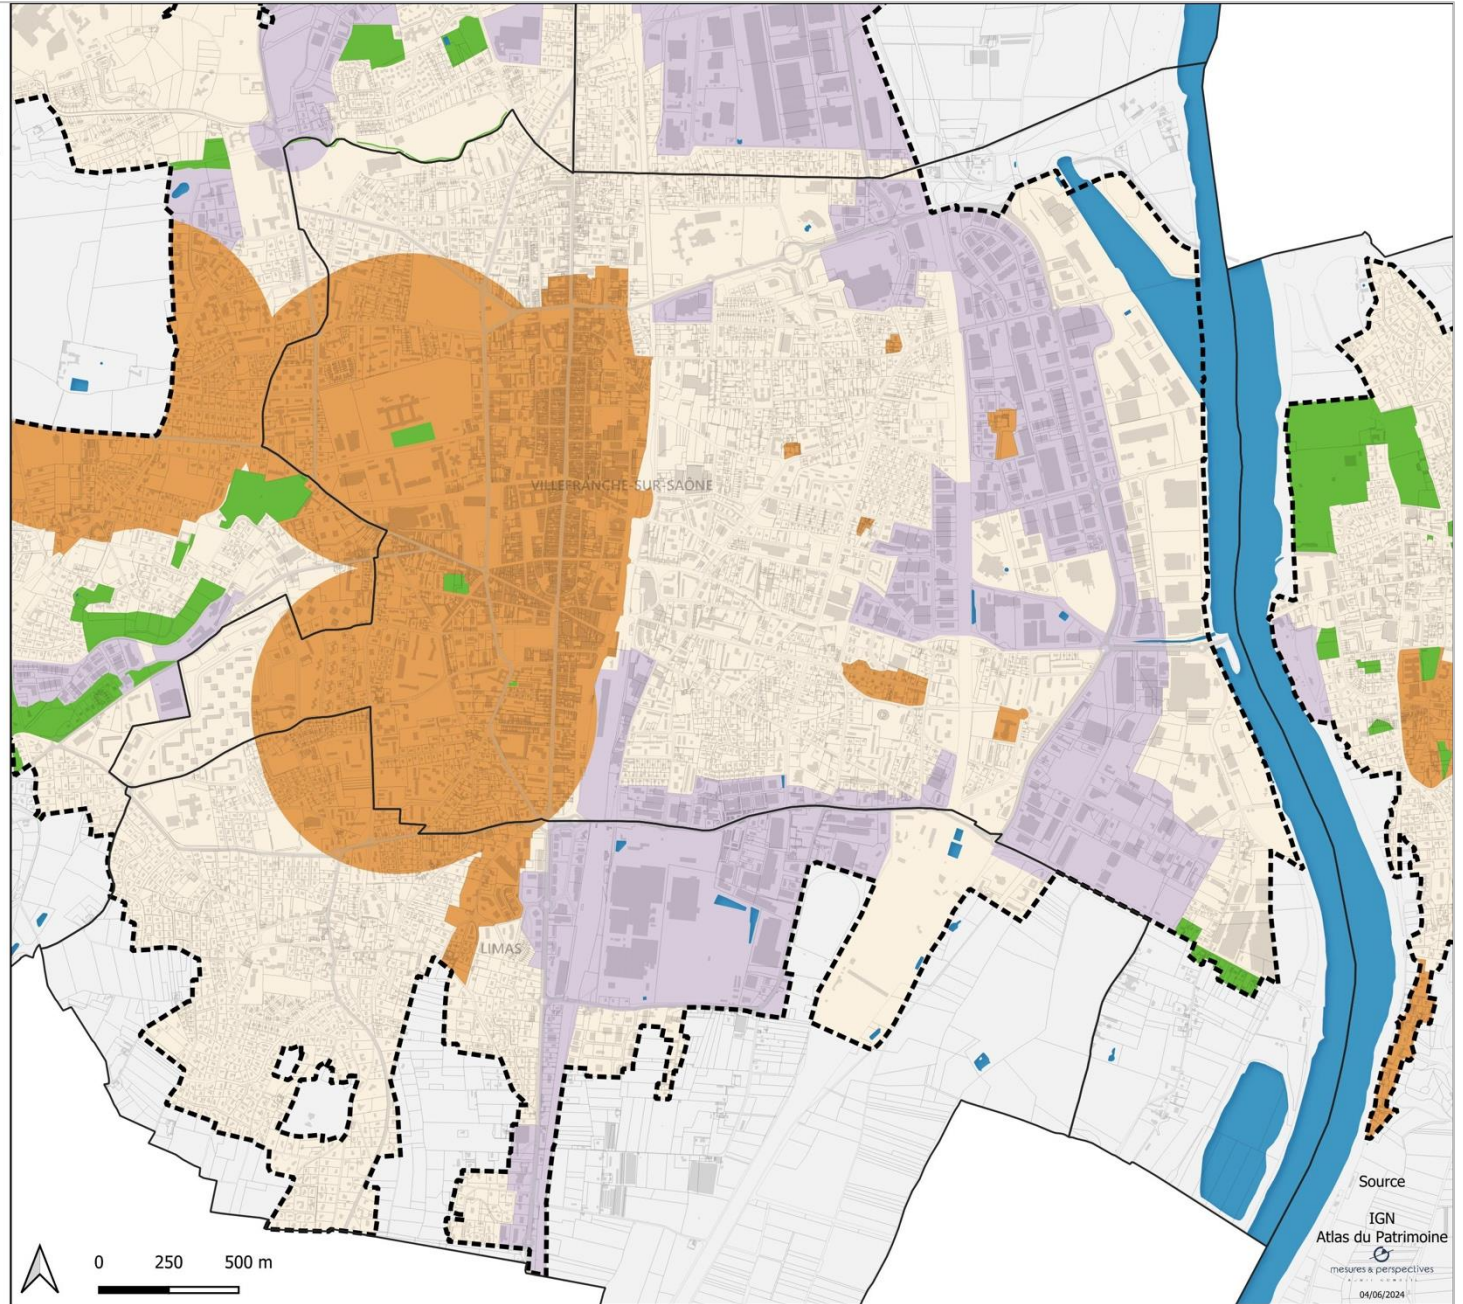 VILLEFRANCHE-SUR-SAÔNE
LIMAS
0 250 500 m
Source
IGN
Atlas du Patrimoine
mesures & perspectives
04/06/2024